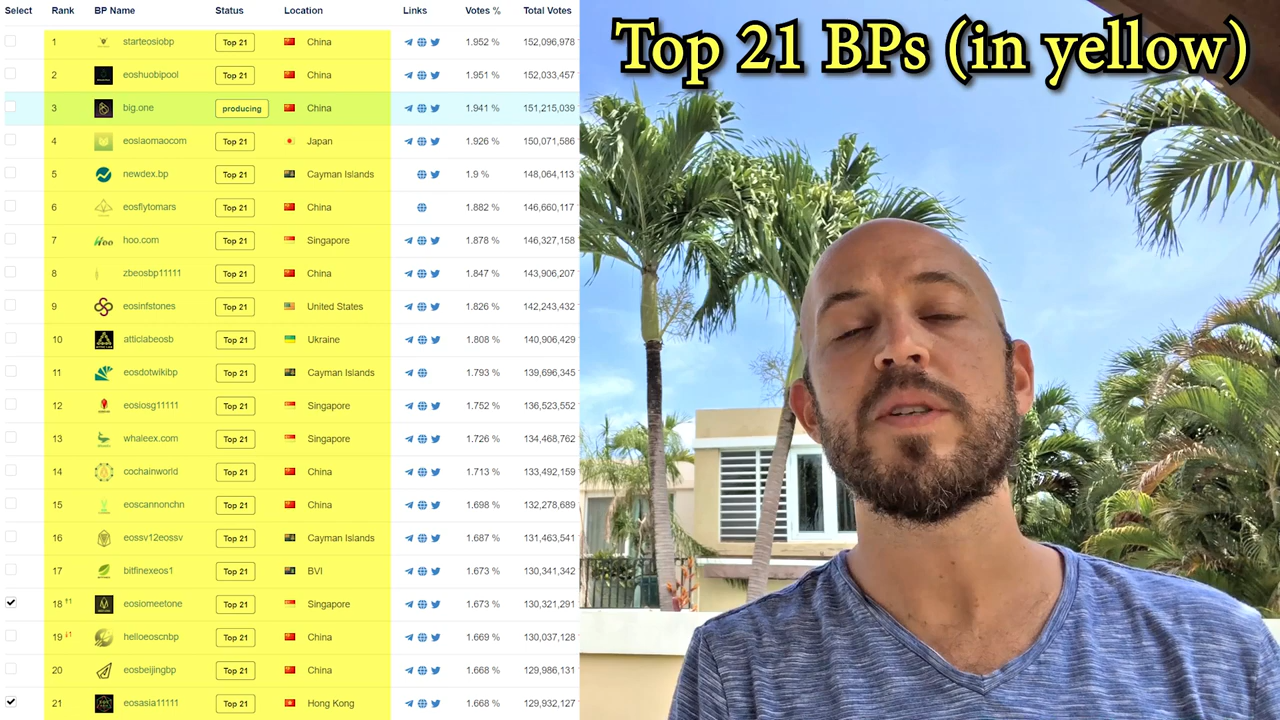 Top 21 BPs (in yellow)
Select Rank BP Name Status Location Links Votes % Total Votes
1 starteosiobp Top 21 China 1.952 % 152,096,978
2 eoshuobipool Top 21 China 1.951 % 152,033,457
3 big.one producing China 1.941 % 151,215,039
4 eoslaomaocom Top 21 Japan 1.926 % 150,071,586
5 newdex.bp Top 21 Cayman Islands 1.9 % 148,064,113
6 eosflytomars Top 21 China 1.882 % 146,660,117
7 hoo.com Top 21 Singapore 1.878 % 146,327,158
8 zbeosbp11111 Top 21 China 1.847 % 143,906,207
9 eosinfstones Top 21 United States 1.826 % 142,243,432
10 atticlabeosb Top 21 Ukraine 1.808 % 140,906,429
11 eosdotwikibp Top 21 Cayman Islands 1.793 % 139,696,345
12 eosiosg11111 Top 21 Singapore 1.752 % 136,523,552
13 whaleex.com Top 21 Singapore 1.726 % 134,468,762
14 cochainworld Top 21 China 1.713 % 133,492,159
15 eoscannonchn Top 21 China 1.698 % 132,278,689
16 eossv12eossv Top 21 Cayman Islands 1.687 % 131,463,541
17 bitfinexeos1 Top 21 BVI 1.673 % 130,341,342
18 ↑1 eosiomeetone Top 21 Singapore 1.673 % 130,321,291
19 ↓1 helloeoscnbp Top 21 China 1.669 % 130,037,128
20 eosbeijingbp Top 21 China 1.668 % 129,986,131
21 eosasia11111 Top 21 Hong Kong 1.668 % 129,932,127